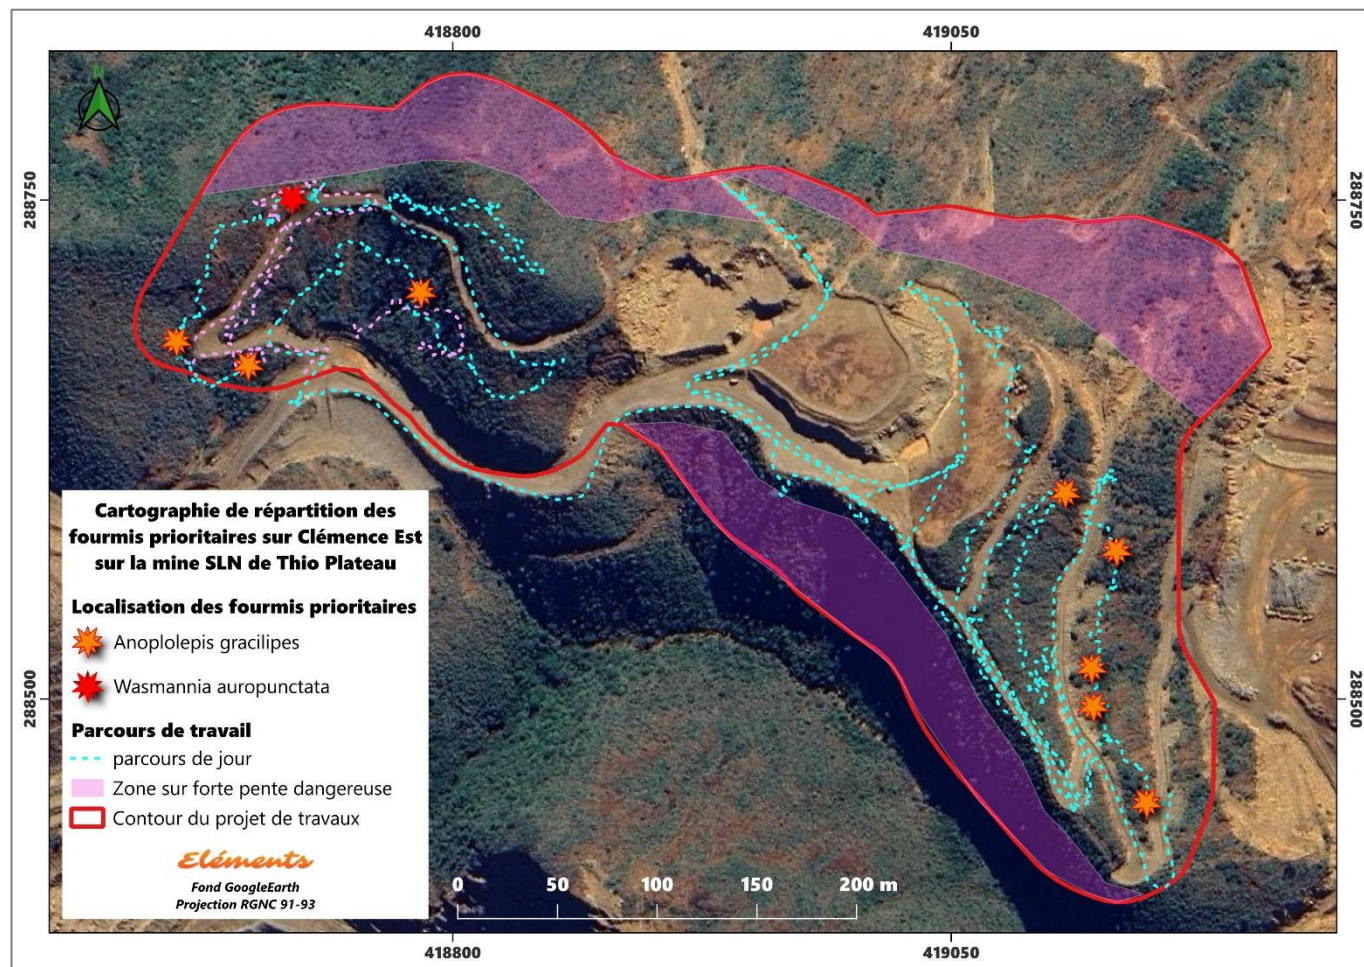 418800
419050
N
288750
288750
Cartographie de répartition des
fourmis prioritaires sur Clémence Est
sur la mine SLN de Thio Plateau
Localisation des fourmis prioritaires
Anoplolepis gracilipes
Wasmannia auropunctata
288500
288500
Parcours de travail
parcours de jour
Zone sur forte pente dangereuse
Contour du projet de travaux
Eléments
Fond GoogleEarth
Projection RGNC 91-93
0 50 100 150 200 m
418800
419050